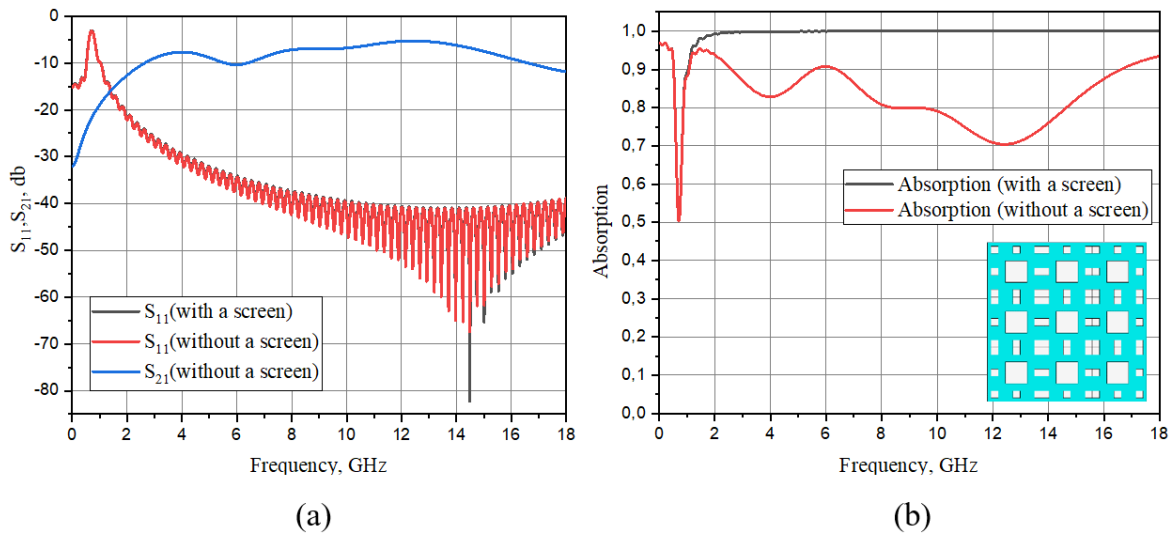 0
-10
-20
-30
-40
-50
-60
-70
-80
S₁₁,S₂₁, db
S₁₁(with a screen)
S₁₁(without a screen)
S₂₁(without a screen)
0 2 4 6 8 10 12 14 16 18
Frequency, GHz
(a)
1,0
0,9
0,8
0,7
0,6
0,5
0,4
0,3
0,2
0,1
0,0
Absorption
Absorption (with a screen)
Absorption (without a screen)
0 2 4 6 8 10 12 14 16 18
Frequency, GHz
(b)